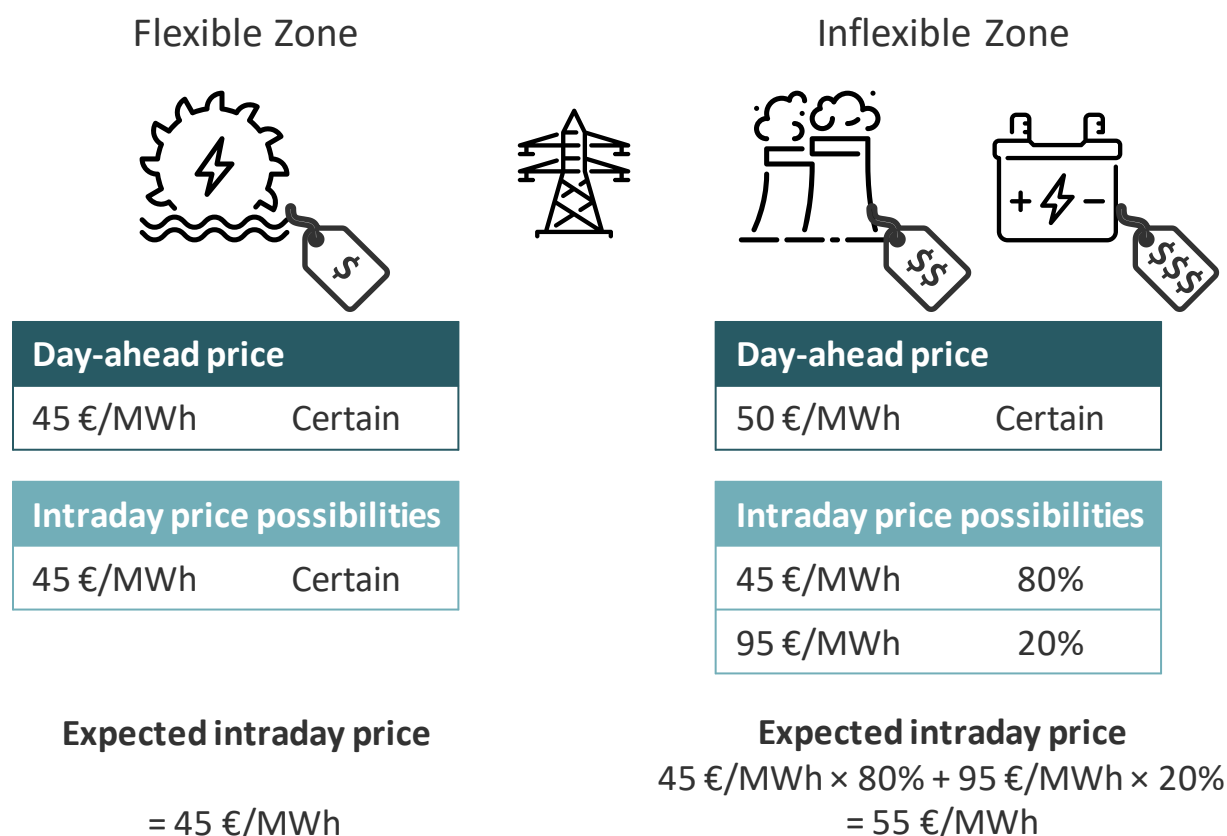 Flexible Zone
Inflexible Zone
$
$$
+ -
$$$
Day-ahead price
45 €/MWh Certain
Day-ahead price
50 €/MWh Certain
Intraday price possibilities
45 €/MWh Certain
Intraday price possibilities
45 €/MWh 80%
95 €/MWh 20%
Expected intraday price
= 45 €/MWh
Expected intraday price
45 €/MWh × 80% + 95 €/MWh × 20%
= 55 €/MWh